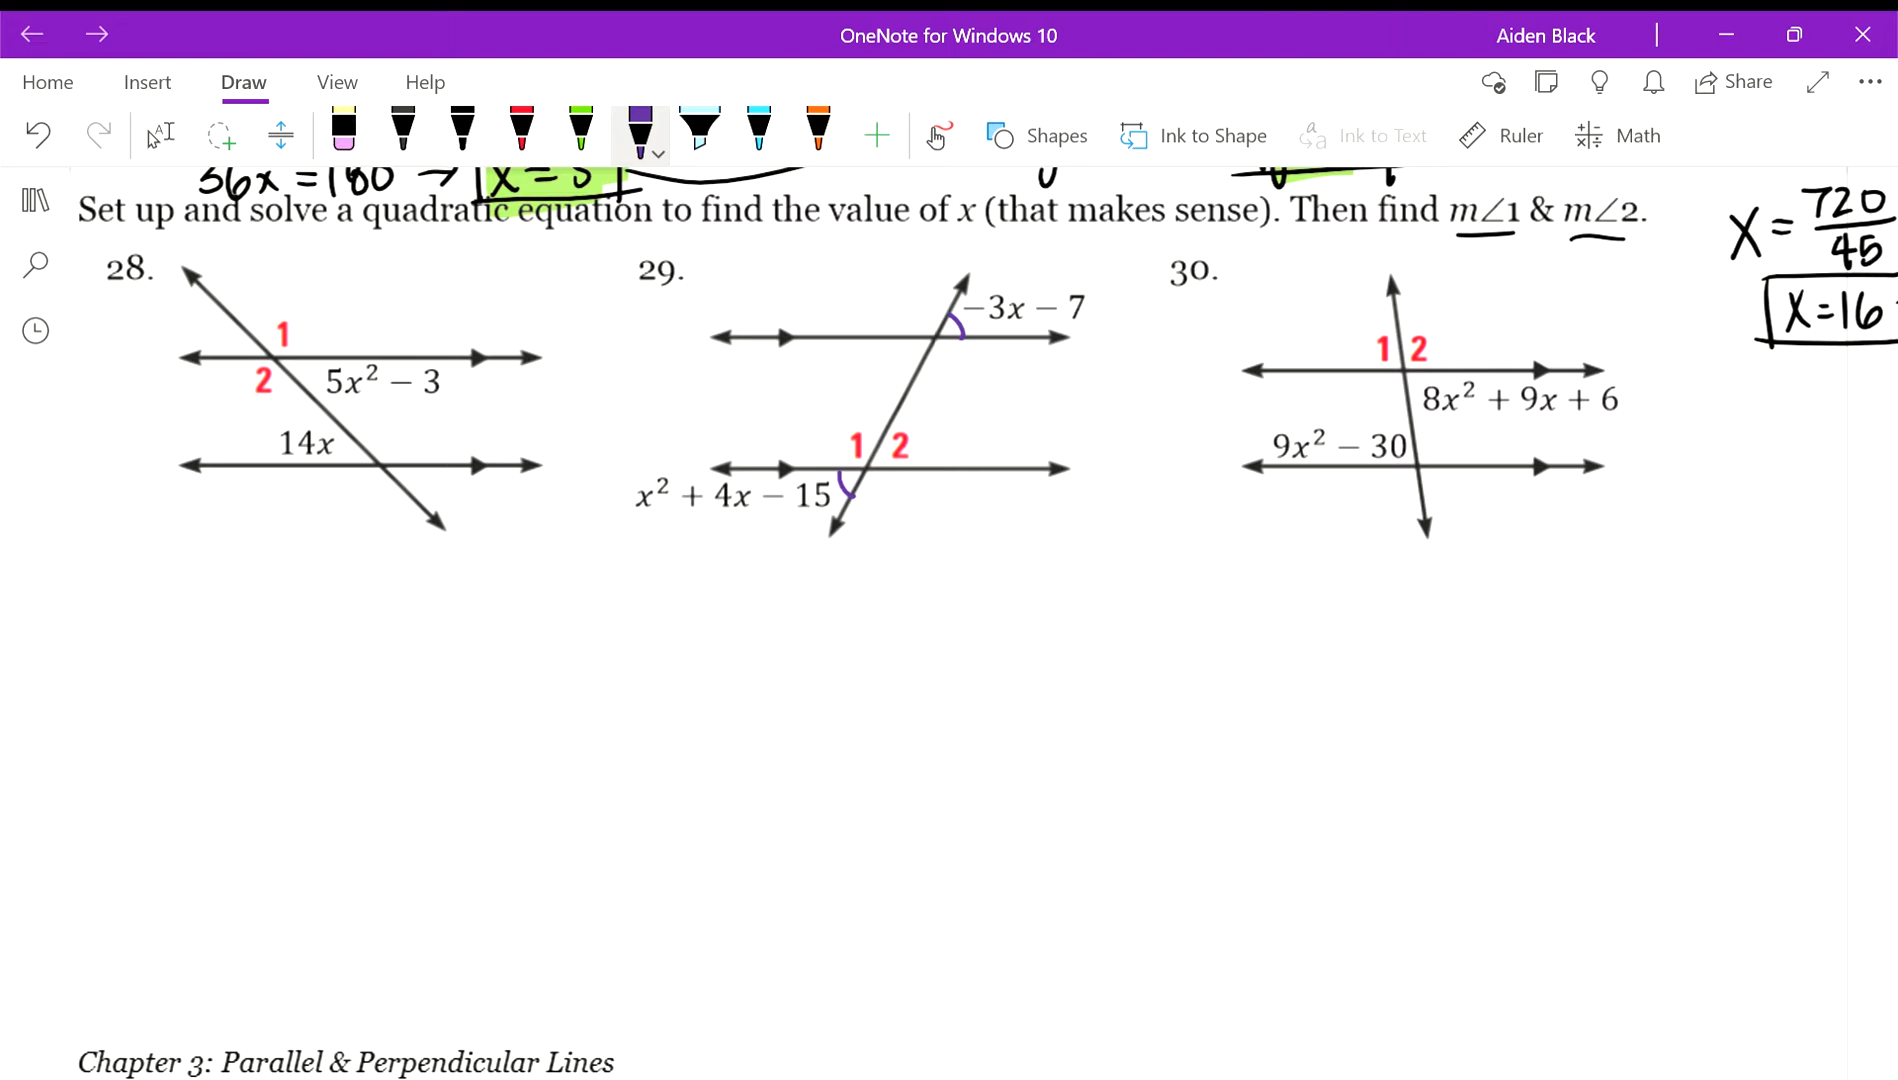 OneNote for Windows 10
Aiden Black
Home Insert Draw View Help
Share
Shapes Ink to Shape Ink to Text Ruler Math
36x = 180 → x = 5
Set up and solve a quadratic equation to find the value of x (that makes sense). Then find m∠1 & m∠2.
x = 720/45
x = 16
28.
1
2
5x² − 3
14x
29.
−3x − 7
1 2
x² + 4x − 15
30.
1 2
8x² + 9x + 6
9x² − 30
Chapter 3: Parallel & Perpendicular Lines